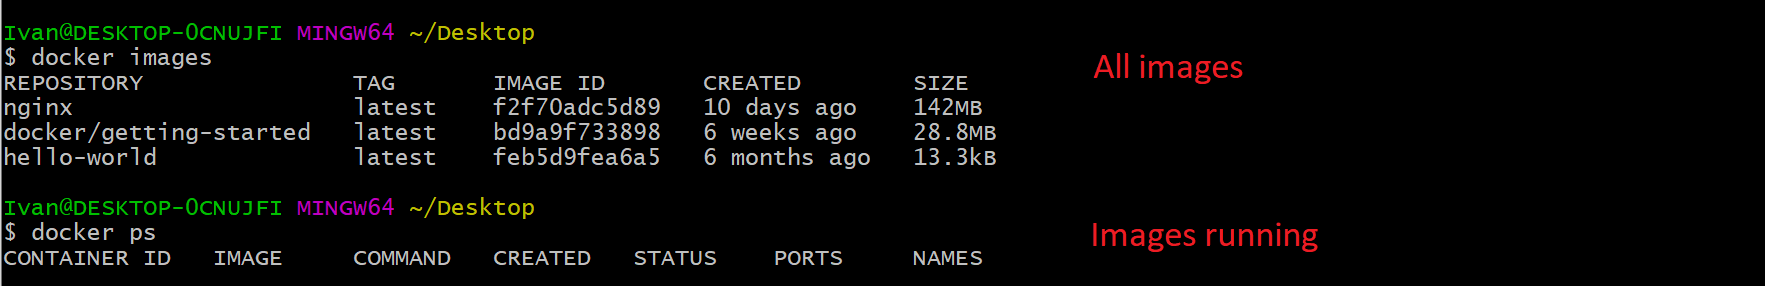 Ivan@DESKTOP-0CNUJFI MINGW64 ~/Desktop
$ docker images
REPOSITORY TAG IMAGE ID CREATED SIZE
nginx latest f2f70adc5d89 10 days ago 142MB
docker/getting-started latest bd9a9f733898 6 weeks ago 28.8MB
hello-world latest feb5d9fea6a5 6 months ago 13.3kB
All images
Ivan@DESKTOP-0CNUJFI MINGW64 ~/Desktop
$ docker ps
CONTAINER ID IMAGE COMMAND CREATED STATUS PORTS NAMES
Images running